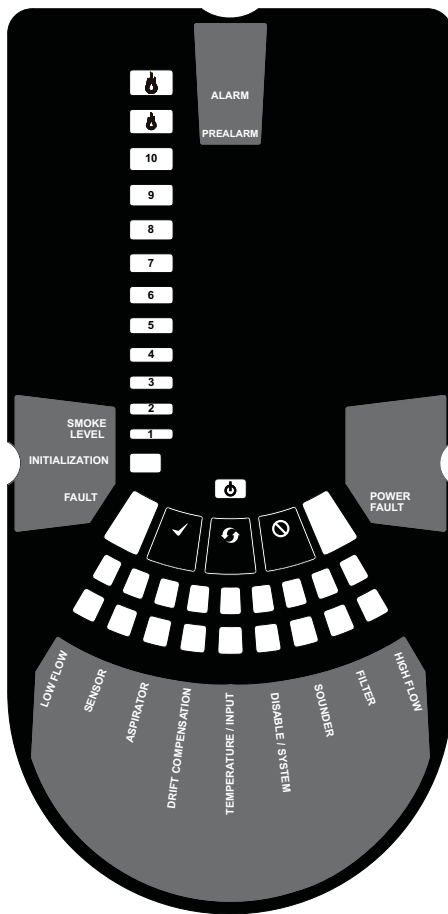 ALARM
PREALARM
10
9
8
7
6
5
4
3
2
1
SMOKE
LEVEL
INITIALIZATION
FAULT
POWER
FAULT
LOW FLOW
SENSOR
ASPIRATOR
DRIFT COMPENSATION
TEMPERATURE / INPUT
DISABLE / SYSTEM
SOUNDER
FILTER
HIGH FLOW